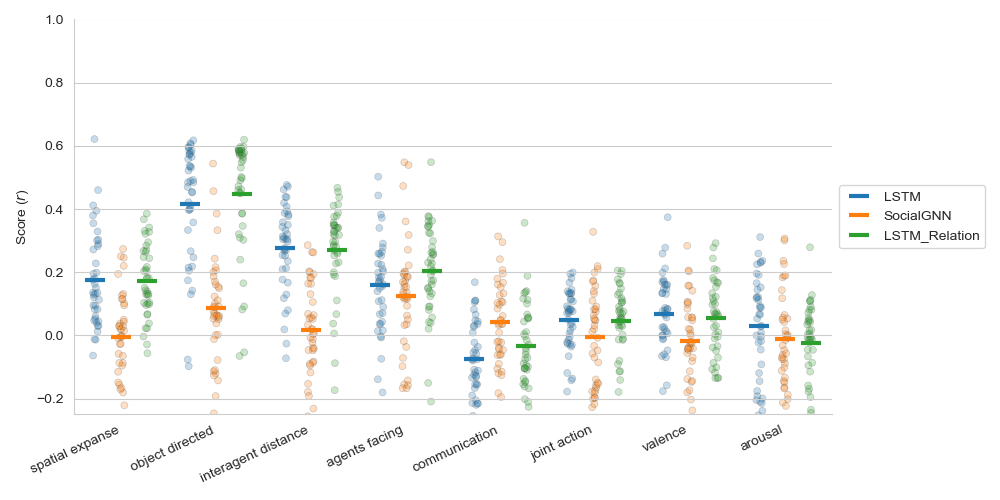 1.0
0.8
0.6
0.4
0.2
0.0
−0.2
Score (r)
spatial expanse
object directed
interagent distance
agents facing
communication
joint action
valence
arousal
LSTM
SocialGNN
LSTM_Relation